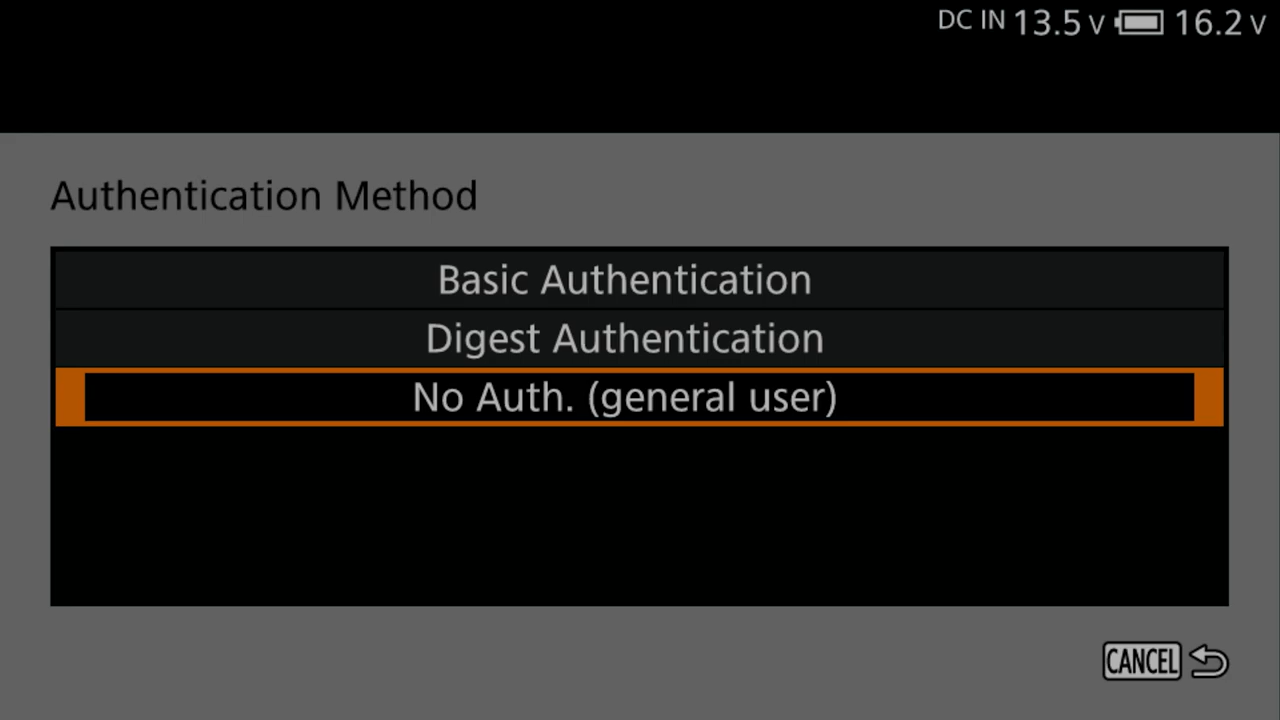 DC IN 13.5 V 16.2 V
Authentication Method
Basic Authentication
Digest Authentication
No Auth. (general user)
CANCEL